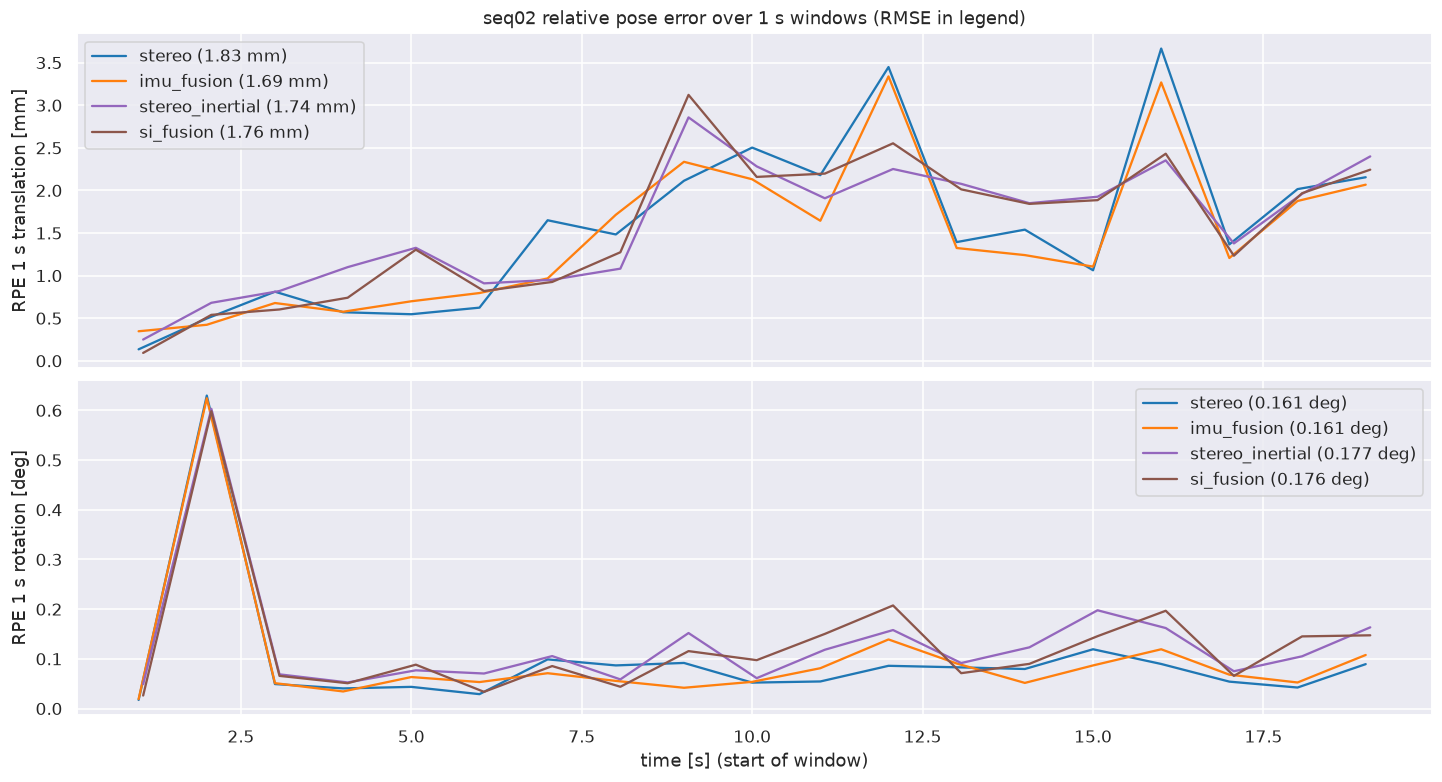 seq02 relative pose error over 1 s windows (RMSE in legend)
RPE 1 s translation [mm]
3.5
3.0
2.5
2.0
1.5
1.0
0.5
0.0
stereo (1.83 mm)
imu_fusion (1.69 mm)
stereo_inertial (1.74 mm)
si_fusion (1.76 mm)
RPE 1 s rotation [deg]
0.6
0.5
0.4
0.3
0.2
0.1
0.0
stereo (0.161 deg)
imu_fusion (0.161 deg)
stereo_inertial (0.177 deg)
si_fusion (0.176 deg)
2.5 5.0 7.5 10.0 12.5 15.0 17.5
time [s] (start of window)